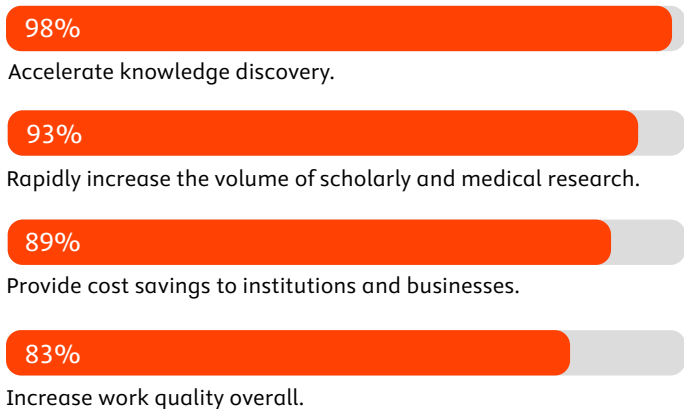 98%
Accelerate knowledge discovery.
93%
Rapidly increase the volume of scholarly and medical research.
89%
Provide cost savings to institutions and businesses.
83%
Increase work quality overall.